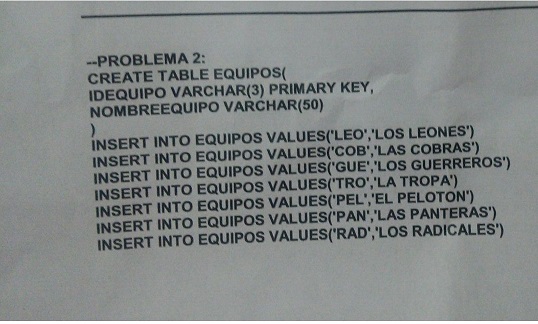 --PROBLEMA 2:
CREATE TABLE EQUIPOS(
IDEQUIPO VARCHAR(3) PRIMARY KEY,
NOMBREEQUIPO VARCHAR(50)
)
INSERT INTO EQUIPOS VALUES('LEO','LOS LEONES')
INSERT INTO EQUIPOS VALUES('COB','LAS COBRAS')
INSERT INTO EQUIPOS VALUES('GUE','LOS GUERREROS')
INSERT INTO EQUIPOS VALUES('TRO','LA TROPA')
INSERT INTO EQUIPOS VALUES('PEL','EL PELOTON')
INSERT INTO EQUIPOS VALUES('PAN','LAS PANTERAS')
INSERT INTO EQUIPOS VALUES('RAD','LOS RADICALES')